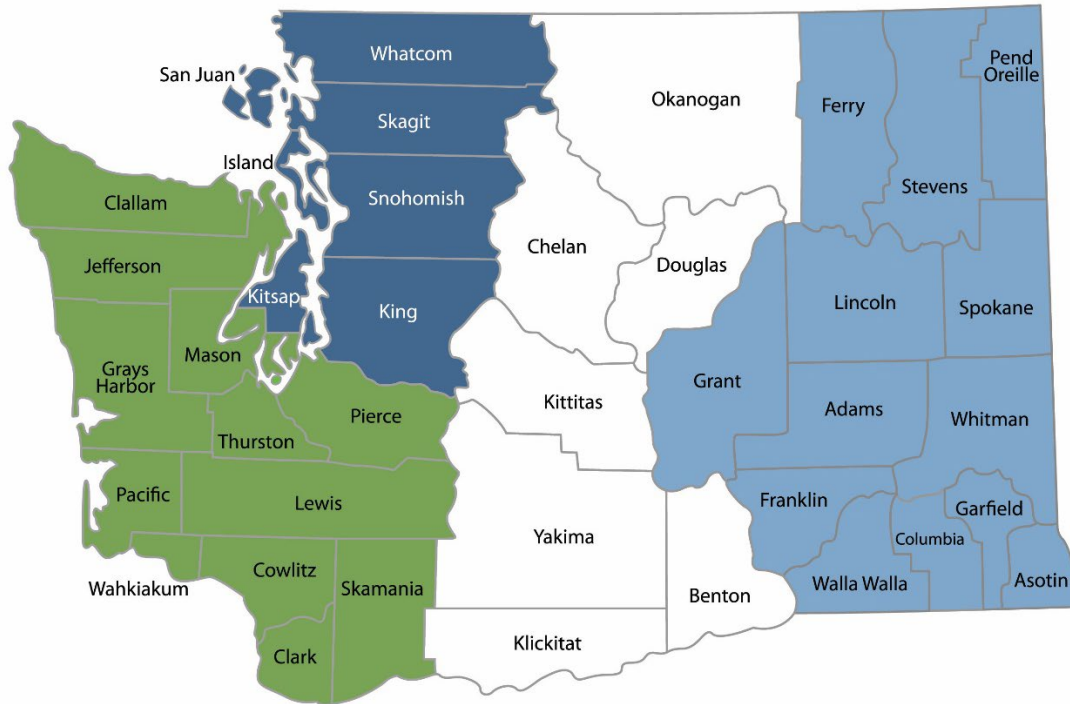 Whatcom
San Juan
Pend
Oreille
Okanogan
Ferry
Skagit
Island
Stevens
Clallam
Snohomish
Chelan
Douglas
Jefferson
Kitsap
King
Lincoln
Spokane
Mason
Grays
Harbor
Grant
Kittitas
Adams
Whitman
Pierce
Thurston
Pacific
Lewis
Franklin
Garfield
Yakima
Columbia
Wahkiakum
Cowlitz
Skamania
Walla Walla
Asotin
Benton
Klickitat
Clark